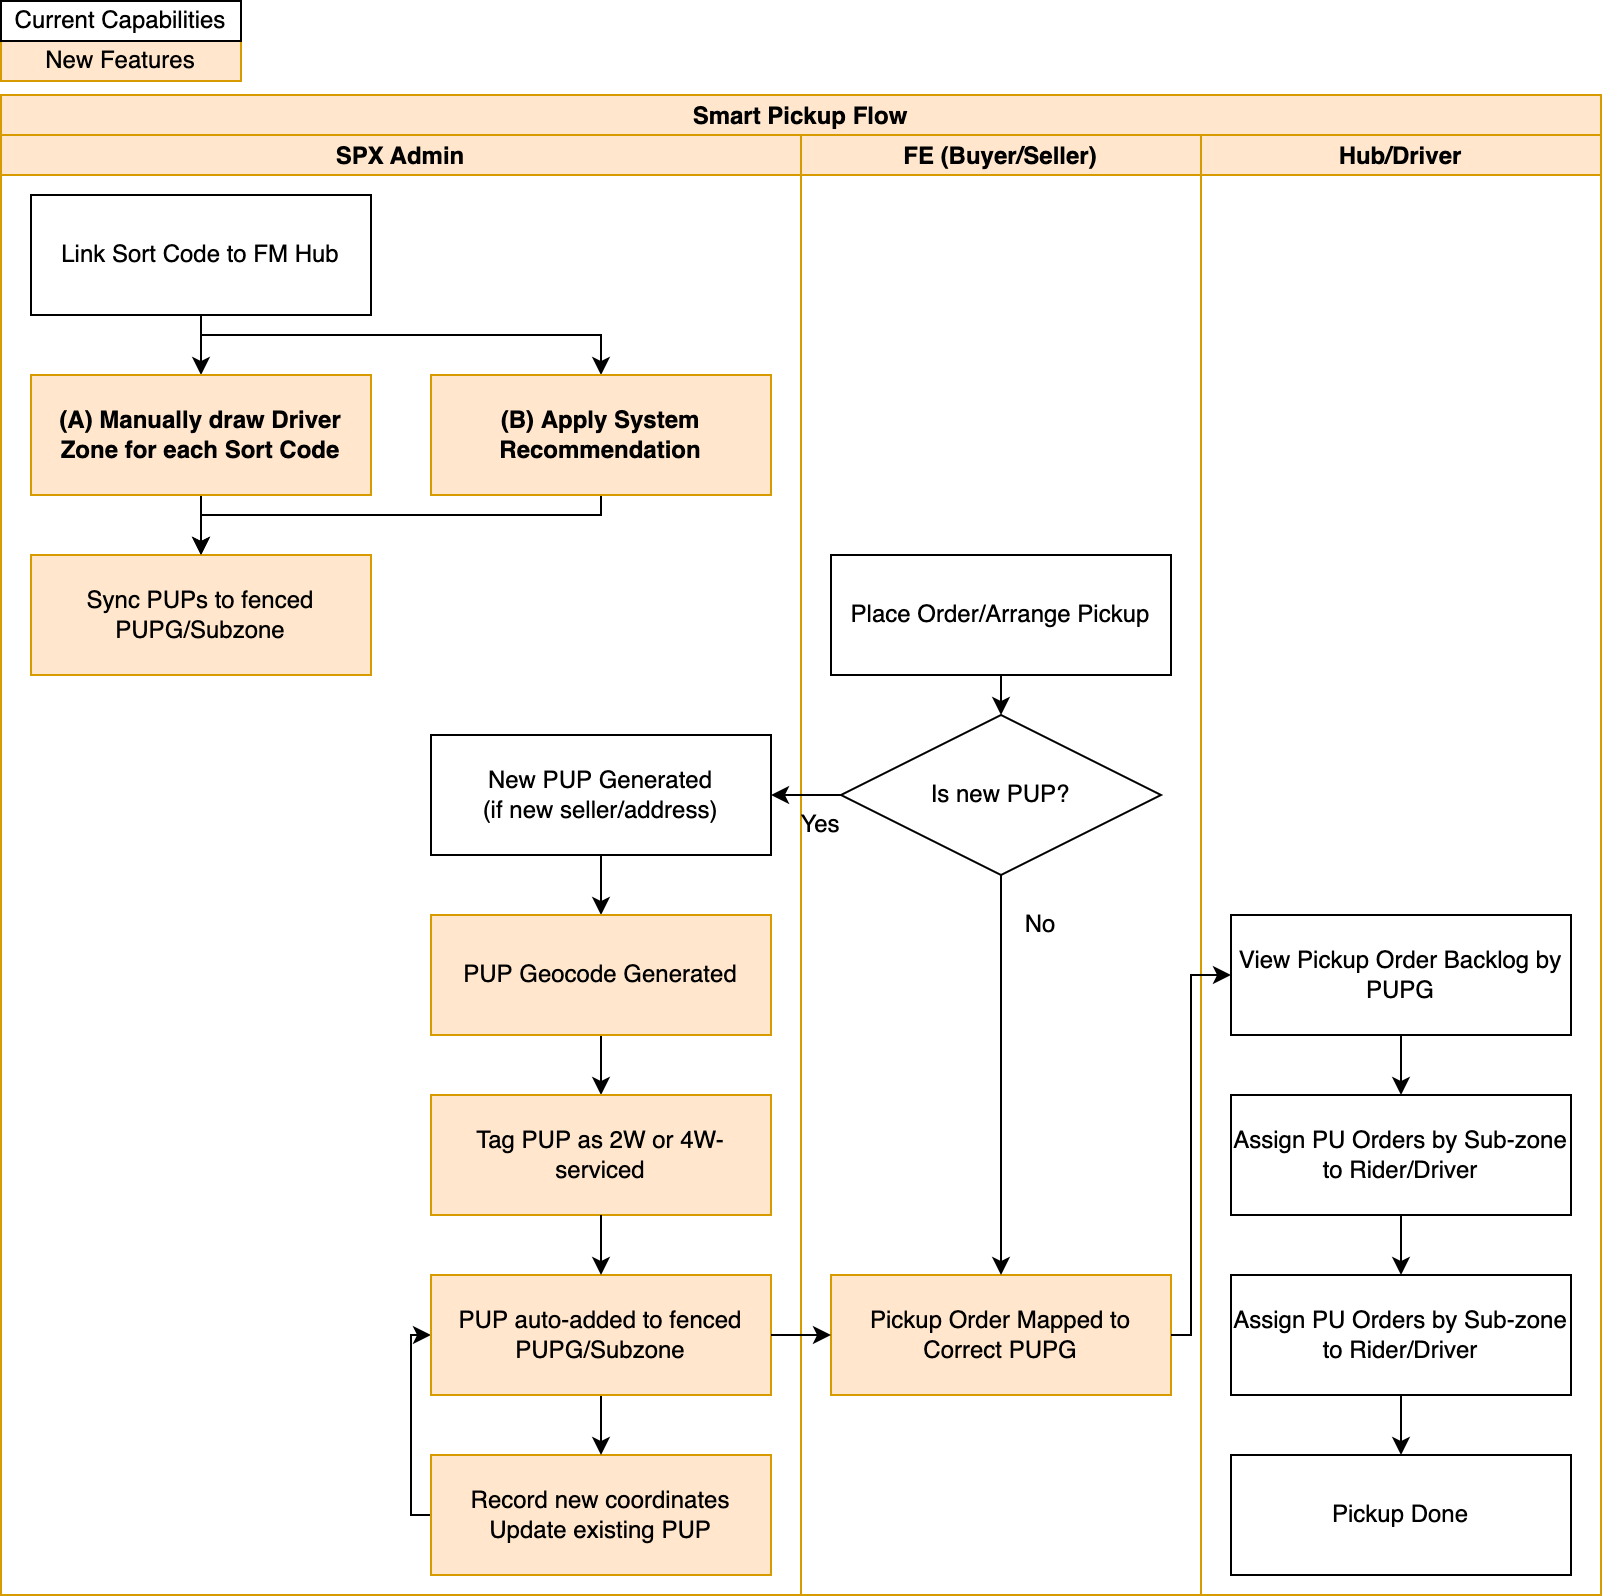 Current Capabilities
New Features
Smart Pickup Flow
SPX Admin
FE (Buyer/Seller)
Hub/Driver
Link Sort Code to FM Hub
(A) Manually draw Driver
Zone for each Sort Code
(B) Apply System
Recommendation
Sync PUPs to fenced
PUPG/Subzone
Place Order/Arrange Pickup
Is new PUP?
Yes
No
New PUP Generated
(if new seller/address)
PUP Geocode Generated
Tag PUP as 2W or 4W-
serviced
PUP auto-added to fenced
PUPG/Subzone
Record new coordinates
Update existing PUP
Pickup Order Mapped to
Correct PUPG
View Pickup Order Backlog by
PUPG
Assign PU Orders by Sub-zone
to Rider/Driver
Assign PU Orders by Sub-zone
to Rider/Driver
Pickup Done